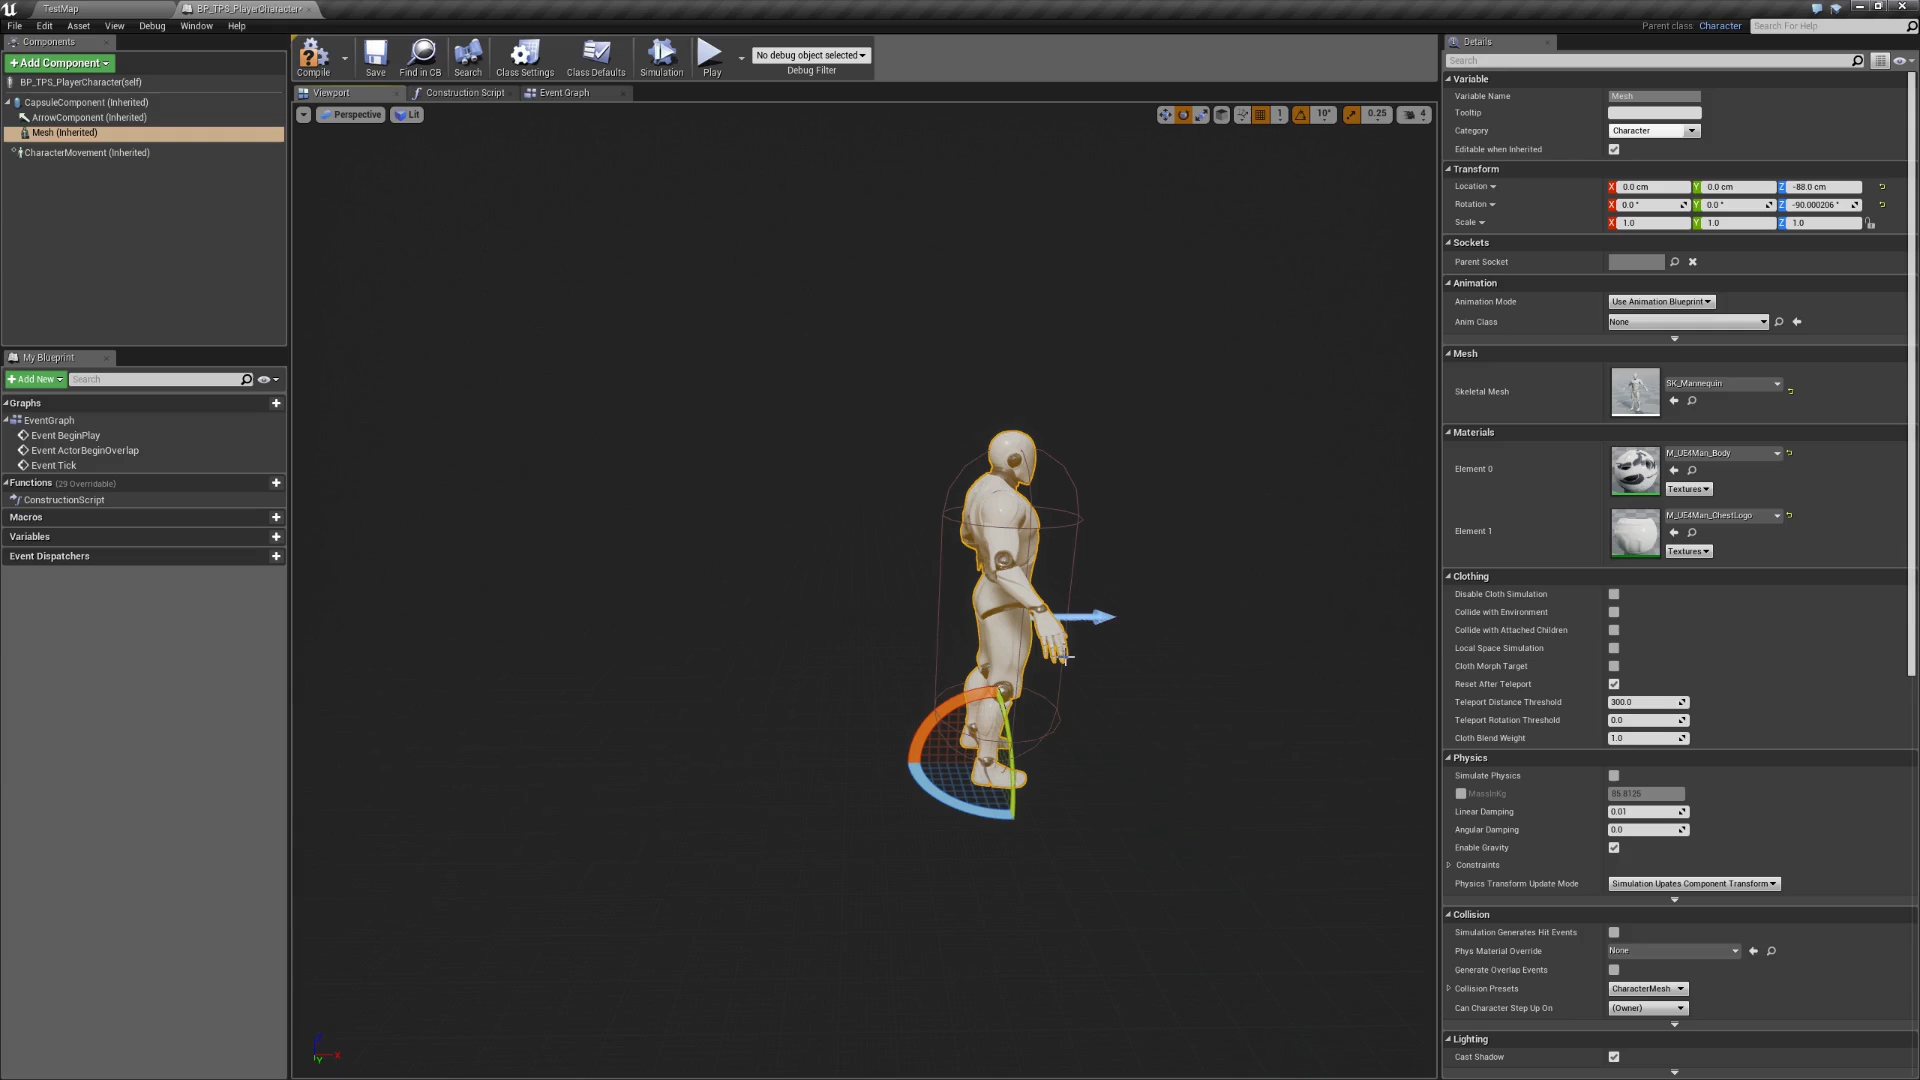 TestMap
BP_TPS_PlayerCharacter*
File Edit Asset View Debug Window Help
Parent class: Character
Search For Help
Components
+Add Component
BP_TPS_PlayerCharacter(self)
CapsuleComponent (Inherited)
ArrowComponent (Inherited)
Mesh (Inherited)
CharacterMovement (Inherited)
My Blueprint
+Add New
Search
Graphs
EventGraph
Event BeginPlay
Event ActorBeginOverlap
Event Tick
Functions (29 Overridable)
ConstructionScript
Macros
Variables
Event Dispatchers
Compile Save Find in CB Search Class Settings Class Defaults Simulation Play
No debug object selected
Debug Filter
Viewport
Construction Script
Event Graph
Perspective
Lit
1 10° 0.25 4
X
Y
Details
Search
Variable
Variable Name Mesh
Tooltip
Category Character
Editable when Inherited
Transform
Location X 0.0 cm Y 0.0 cm Z -88.0 cm
Rotation X 0.0 ° Y 0.0 ° Z -90.000206 °
Scale X 1.0 Y 1.0 Z 1.0
Sockets
Parent Socket
Animation
Animation Mode Use Animation Blueprint
Anim Class None
Mesh
Skeletal Mesh SK_Mannequin
Materials
Element 0 M_UE4Man_Body
Textures
Element 1 M_UE4Man_ChestLogo
Textures
Clothing
Disable Cloth Simulation
Collide with Environment
Collide with Attached Children
Local Space Simulation
Cloth Morph Target
Reset After Teleport
Teleport Distance Threshold 300.0
Teleport Rotation Threshold 0.0
Cloth Blend Weight 1.0
Physics
Simulate Physics
MassInKg 85.8125
Linear Damping 0.01
Angular Damping 0.0
Enable Gravity
Constraints
Physics Transform Update Mode Simulation Upates Component Transform
Collision
Simulation Generates Hit Events
Phys Material Override None
Generate Overlap Events
Collision Presets CharacterMesh
Can Character Step Up On (Owner)
Lighting
Cast Shadow